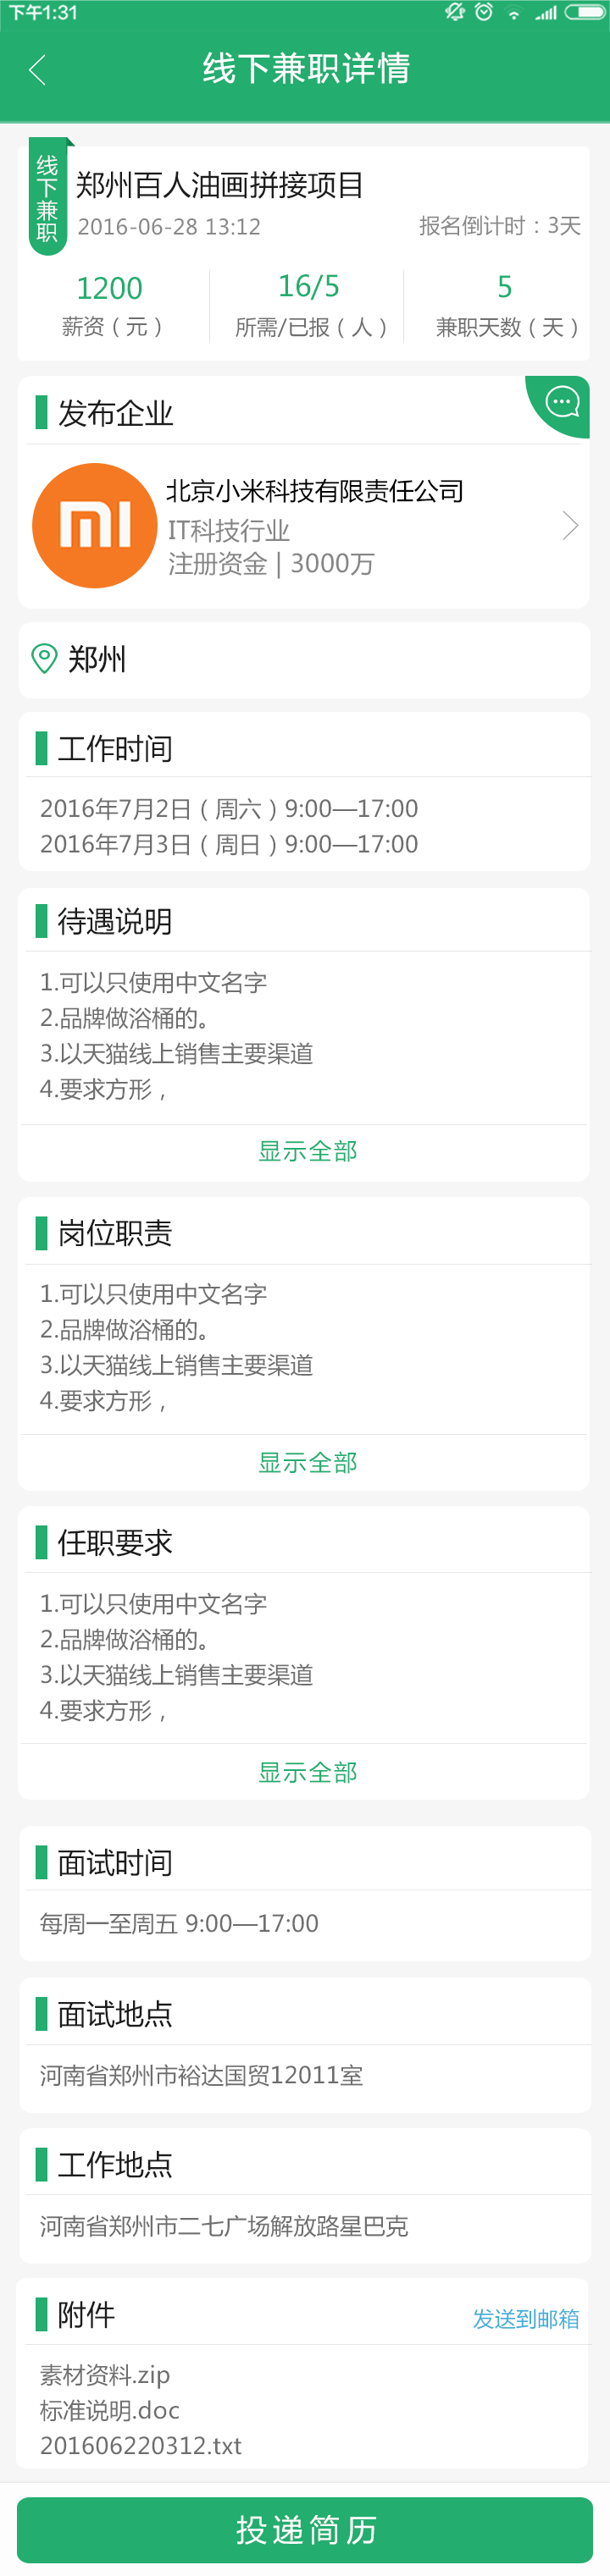 下午1:31
线下兼职详情
线下兼职
郑州百人油画拼接项目
2016-06-28 13:12
报名倒计时：3天
1200
16/5
5
薪资（元）
所需/已报（人）
兼职天数（天）
发布企业
北京小米科技有限责任公司
IT科技行业
注册资金 | 3000万
郑州
工作时间
2016年7月2日（周六）9:00—17:00
2016年7月3日（周日）9:00—17:00
待遇说明
1.可以只使用中文名字
2.品牌做浴桶的。
3.以天猫线上销售主要渠道
4.要求方形，
显示全部
岗位职责
1.可以只使用中文名字
2.品牌做浴桶的。
3.以天猫线上销售主要渠道
4.要求方形，
显示全部
任职要求
1.可以只使用中文名字
2.品牌做浴桶的。
3.以天猫线上销售主要渠道
4.要求方形，
显示全部
面试时间
每周一至周五 9:00—17:00
面试地点
河南省郑州市裕达国贸12011室
工作地点
河南省郑州市二七广场解放路星巴克
附件
发送到邮箱
素材资料.zip
标准说明.doc
201606220312.txt
投递简历